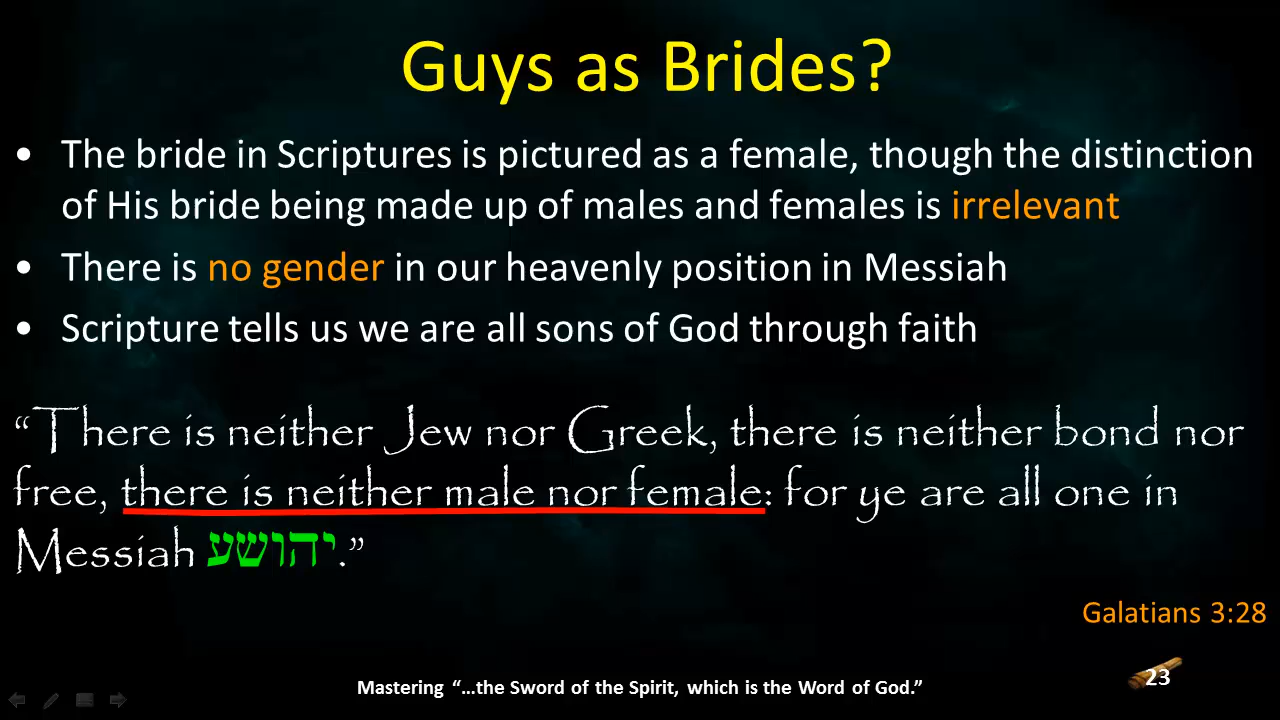 Guys as Brides?
• The bride in Scriptures is pictured as a female, though the distinction
of His bride being made up of males and females is irrelevant
• There is no gender in our heavenly position in Messiah
• Scripture tells us we are all sons of God through faith
“There is neither Jew nor Greek, there is neither bond nor
free, there is neither male nor female: for ye are all one in
Messiah יהושע.”
Galatians 3:28
Mastering “...the Sword of the Spirit, which is the Word of God.”
23